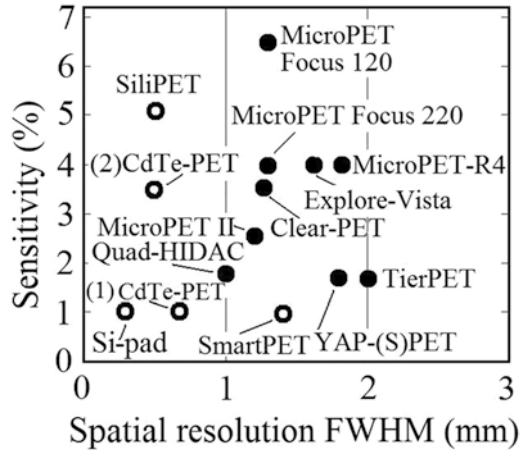 7
6
5
4
3
2
1
0
Sensitivity (%)
MicroPET
Focus 120
SiliPET
MicroPET Focus 220
(2)CdTe-PET
MicroPET-R4
Explore-Vista
MicroPET II
Clear-PET
Quad-HIDAC
(1)CdTe-PET
TierPET
Si-pad
SmartPET
YAP-(S)PET
0 1 2 3
Spatial resolution FWHM (mm)